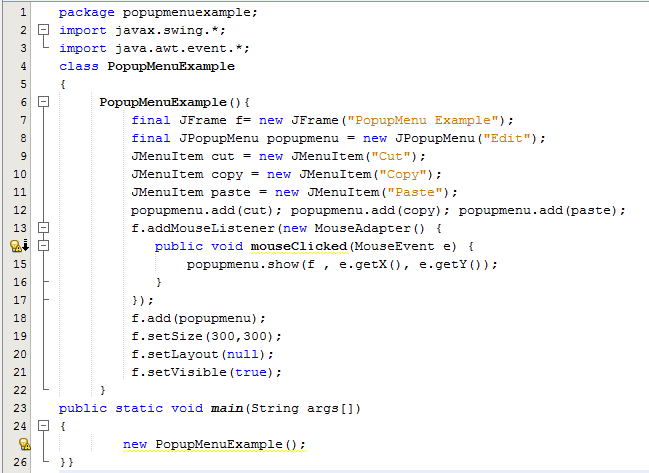 1 package popupmenuexample;
2 import javax.swing.*;
3 import java.awt.event.*;
4 class PopupMenuExample
5 {
6 PopupMenuExample(){
7 final JFrame f= new JFrame("PopupMenu Example");
8 final JPopupMenu popupmenu = new JPopupMenu("Edit");
9 JMenuItem cut = new JMenuItem("Cut");
10 JMenuItem copy = new JMenuItem("Copy");
11 JMenuItem paste = new JMenuItem("Paste");
12 popupmenu.add(cut); popupmenu.add(copy); popupmenu.add(paste);
13 f.addMouseListener(new MouseAdapter() {
public void mouseClicked(MouseEvent e) {
15 popupmenu.show(f , e.getX(), e.getY());
16 }
17 });
18 f.add(popupmenu);
19 f.setSize(300,300);
20 f.setLayout(null);
21 f.setVisible(true);
22 }
23 public static void main(String args[])
24 {
new PopupMenuExample();
26 }}